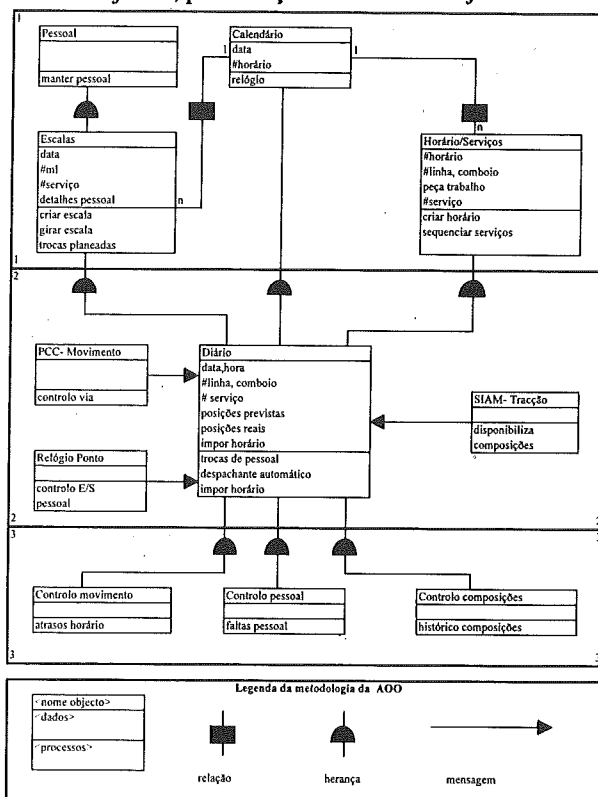 1
Pessoal
manter pessoal
Calendário
data
#horário
relógio
1
1
Escalas
data
#ml
#serviço
detalhes pessoal
criar escala
girar escala
trocas planeadas
n
n
Horário/Serviços
#horário
#linha, comboio
peça trabalho
#serviço
criar horário
sequenciar serviços
1
2
PCC- Movimento
controlo via
Diário
data,hora
#linha, comboio
# serviço
posições previstas
posições reais
impor horário
trocas de pessoal
despachante automático
impor horário
SIAM- Tracção
disponibiliza
composições
Relógio Ponto
controlo E/S
pessoal
2
3
Controlo movimento
atrasos horário
Controlo pessoal
faltas pessoal
Controlo composições
histórico composições
3
Legenda da metodologia da AOO
<nome objecto>
<dados>
<processos>
relação
herança
mensagem